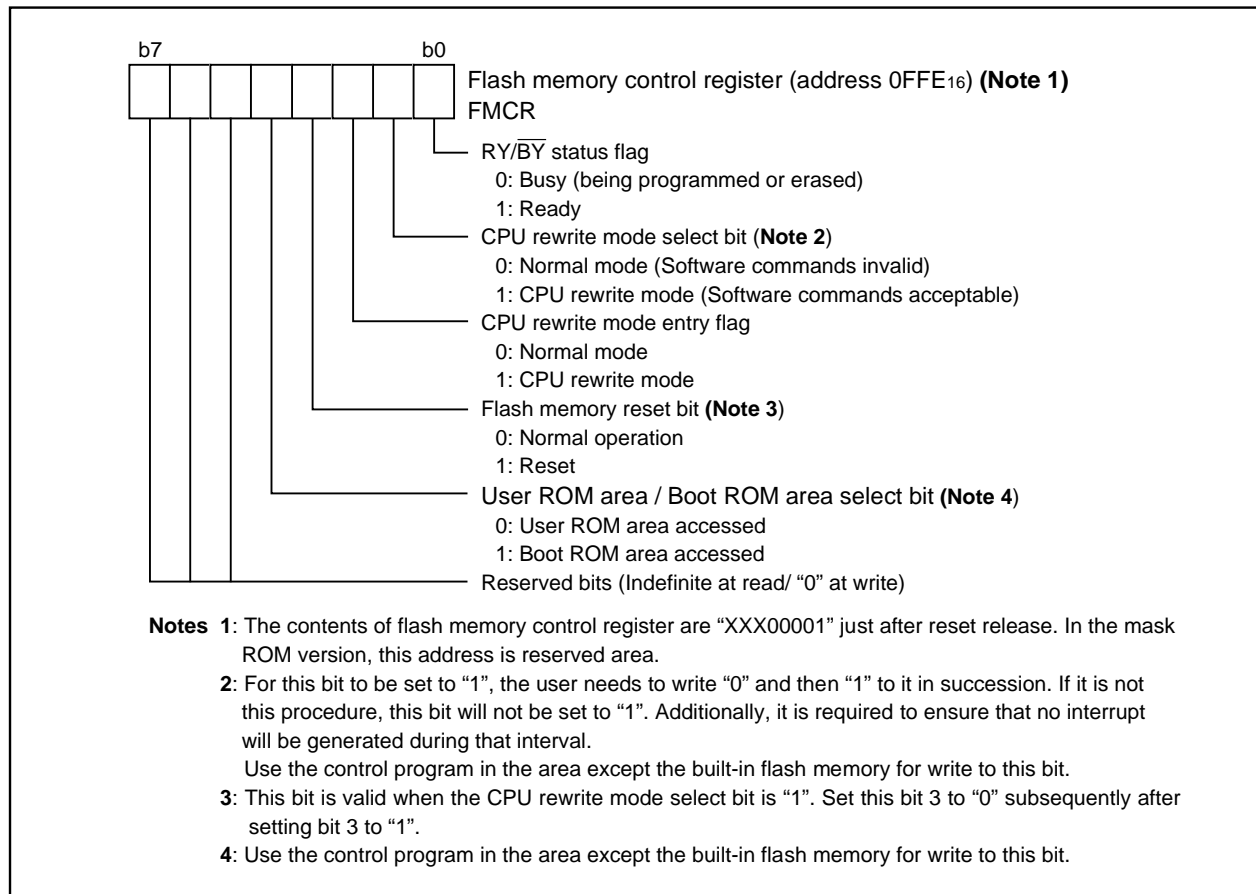 b7 b0
Flash memory control register (address 0FFE16) (Note 1)
FMCR
RY/BY status flag
0: Busy (being programmed or erased)
1: Ready
CPU rewrite mode select bit (Note 2)
0: Normal mode (Software commands invalid)
1: CPU rewrite mode (Software commands acceptable)
CPU rewrite mode entry flag
0: Normal mode
1: CPU rewrite mode
Flash memory reset bit (Note 3)
0: Normal operation
1: Reset
User ROM area / Boot ROM area select bit (Note 4)
0: User ROM area accessed
1: Boot ROM area accessed
Reserved bits (Indefinite at read/ “0” at write)
Notes 1: The contents of flash memory control register are “XXX00001” just after reset release. In the mask
ROM version, this address is reserved area.
2: For this bit to be set to “1”, the user needs to write “0” and then “1” to it in succession. If it is not
this procedure, this bit will not be set to “1”. Additionally, it is required to ensure that no interrupt
will be generated during that interval.
Use the control program in the area except the built-in flash memory for write to this bit.
3: This bit is valid when the CPU rewrite mode select bit is “1”. Set this bit 3 to “0” subsequently after
setting bit 3 to “1”.
4: Use the control program in the area except the built-in flash memory for write to this bit.